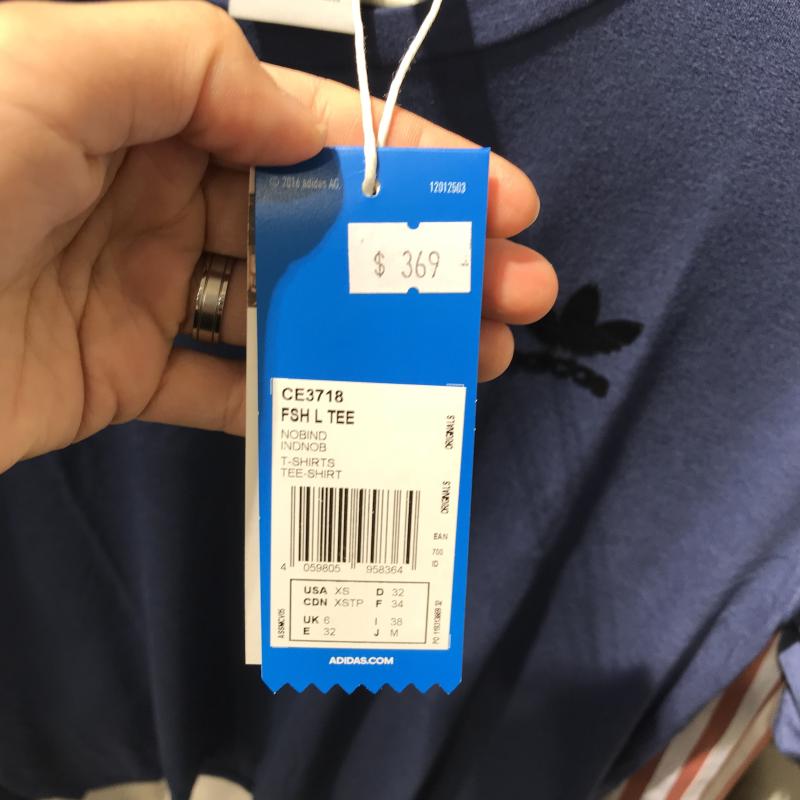 © 2016 adidas AG.
12012503
$ 369
CE3718
FSH L TEE
NOBIND
INDNOB
T-SHIRTS
TEE-SHIRT
ORIGINALS
ORIGINALS
EAN
700
ID
4 059805 958364
USA XS D 32
CDN XSTP F 34
UK 6 I 38
E 32 J M
ASSMCV05
ADIDAS.COM